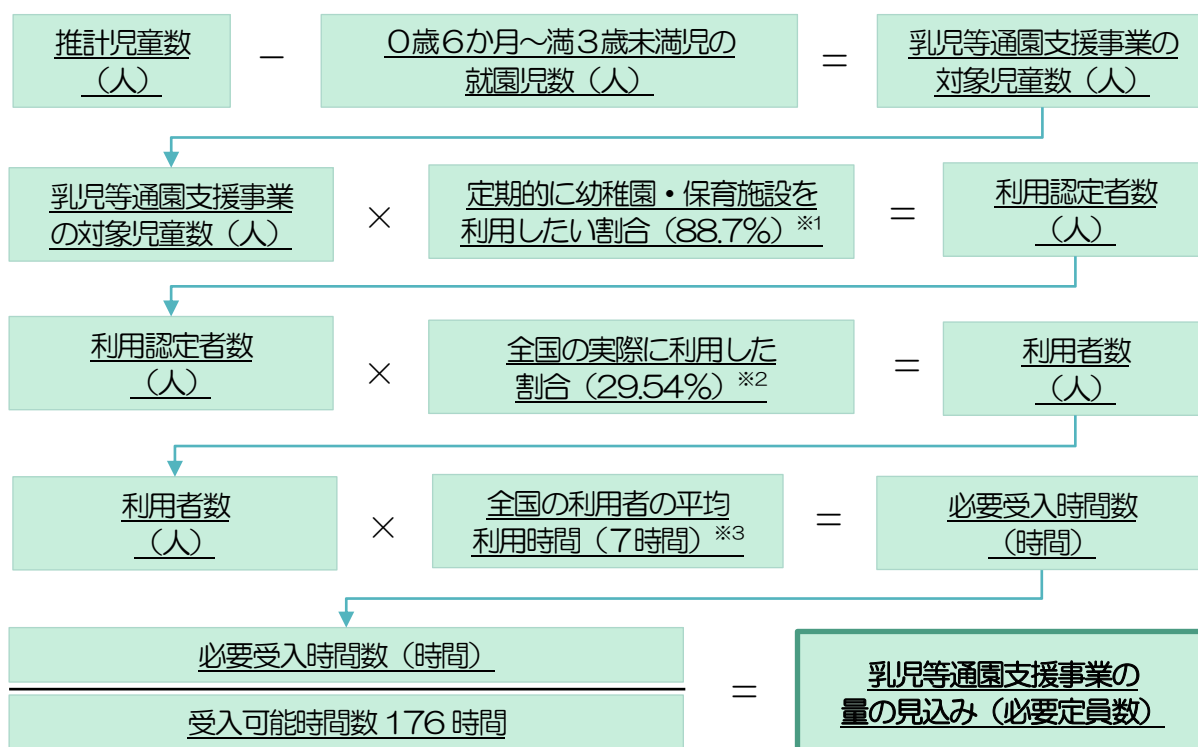 推計児童数
（人）
－
０歳６か月～満３歳未満児の
就園児数（人）
＝
乳児等通園支援事業の
対象児童数（人）
乳児等通園支援事業
の対象児童数（人）
×
定期的に幼稚園・保育施設を
利用したい割合（88.7%）※1
＝
利用認定者数
（人）
利用認定者数
（人）
×
全国の実際に利用した
割合（29.54%）※2
＝
利用者数
（人）
利用者数
（人）
×
全国の利用者の平均
利用時間（７時間）※3
＝
必要受入時間数
（時間）
必要受入時間数（時間）
受入可能時間数 176 時間
＝
乳児等通園支援事業の
量の見込み（必要定員数）